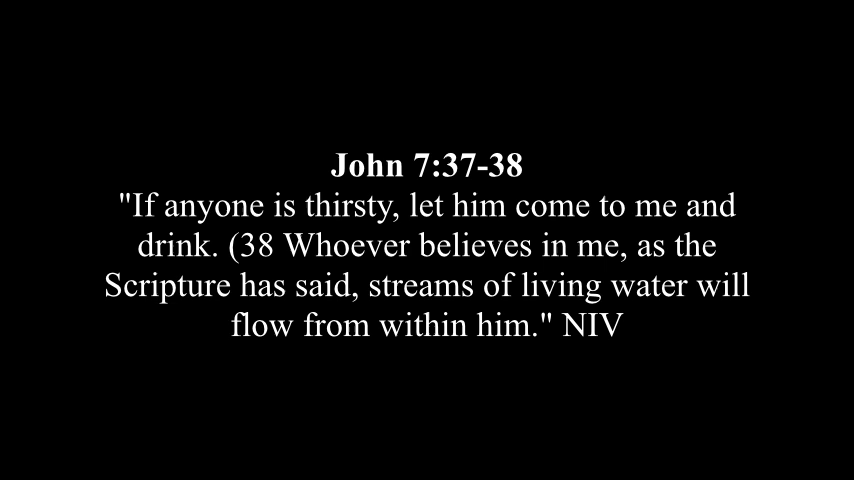 John 7:37-38
"If anyone is thirsty, let him come to me and
drink. (38 Whoever believes in me, as the
Scripture has said, streams of living water will
flow from within him." NIV